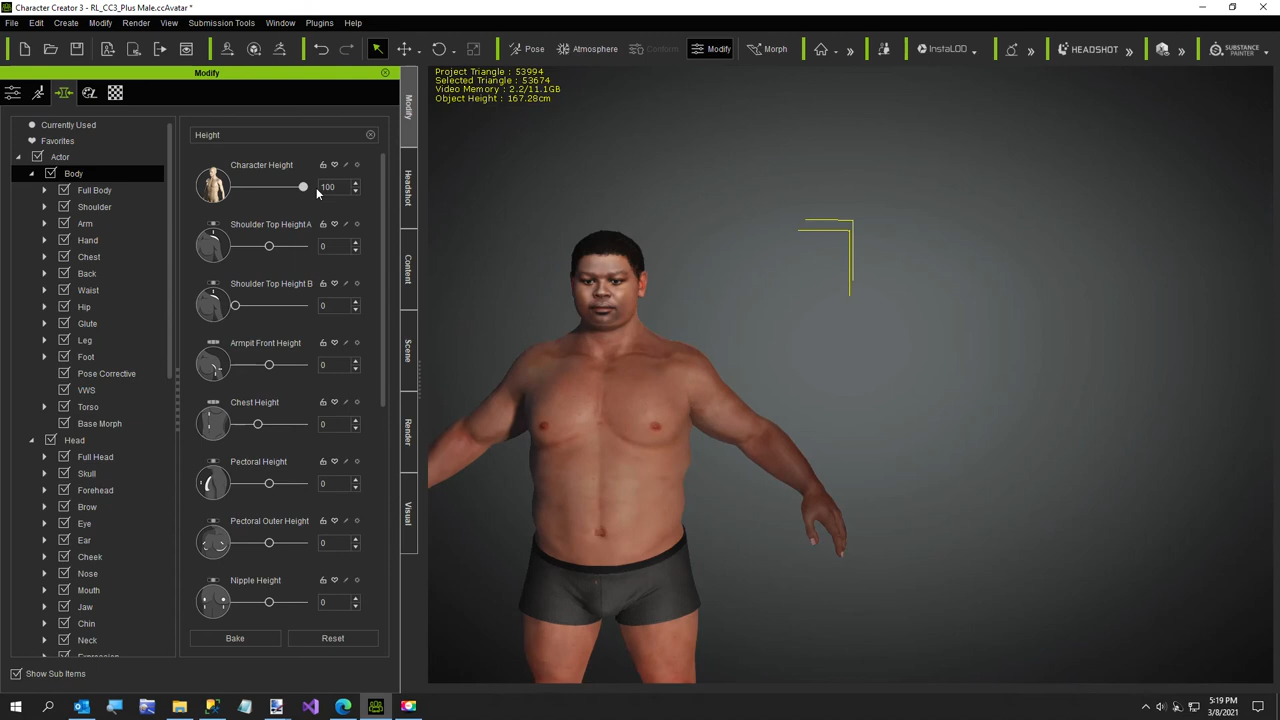 Character Creator 3 - RL_CC3_Plus Male.ccAvatar *
File Edit Create Modify Render View Submission Tools Window Plugins Help
Pose Atmosphere Conform Modify Morph InstaLOD HEADSHOT SUBSTANCE PAINTER
Modify
Currently Used
Favorites
Actor
Body
Full Body
Shoulder
Arm
Hand
Chest
Back
Waist
Hip
Glute
Leg
Foot
Pose Corrective
VWS
Torso
Base Morph
Head
Full Head
Skull
Forehead
Brow
Eye
Ear
Cheek
Nose
Mouth
Jaw
Chin
Neck
Expression
Show Sub Items
Height
Character Height
100
Shoulder Top Height A
0
Shoulder Top Height B
0
Armpit Front Height
0
Chest Height
0
Pectoral Height
0
Pectoral Outer Height
0
Nipple Height
0
Bake Reset
Modify
Headshot
Content
Scene
Render
Visual
Project Triangle : 53994
Selected Triangle : 53674
Video Memory : 2.2/11.1GB
Object Height : 167.28cm
5:19 PM
3/8/2021